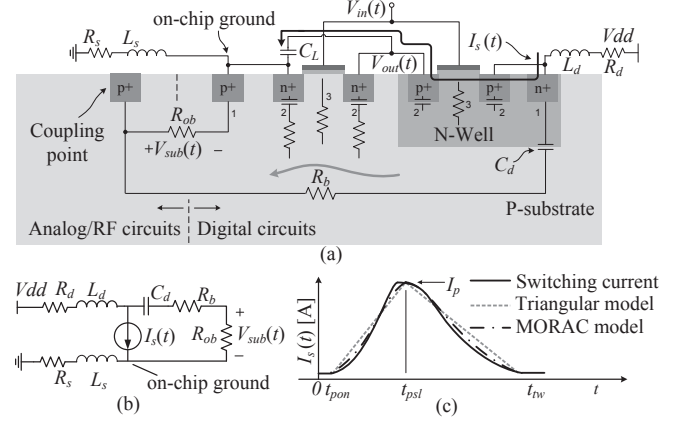 V_in(t)
(a)
on-chip ground
R_s
L_s
C_L
I_s(t)
Vdd
V_out(t)
L_d
R_d
p+
p+
n+
n+
p+
p+
n+
1
2
3
2
2
3
2
1
Coupling
point
R_ob
+V_sub(t) −
N-Well
C_d
R_b
P-substrate
Analog/RF circuits
Digital circuits
(a)
Vdd
R_d
L_d
C_d
R_b
+
I_s(t)
R_ob
V_sub(t)
−
R_s
L_s
on-chip ground
(b)
I_s(t) [A]
I_p
Switching current
Triangular model
MORAC model
0
t_pon
t_psl
t_tw
t
(c)